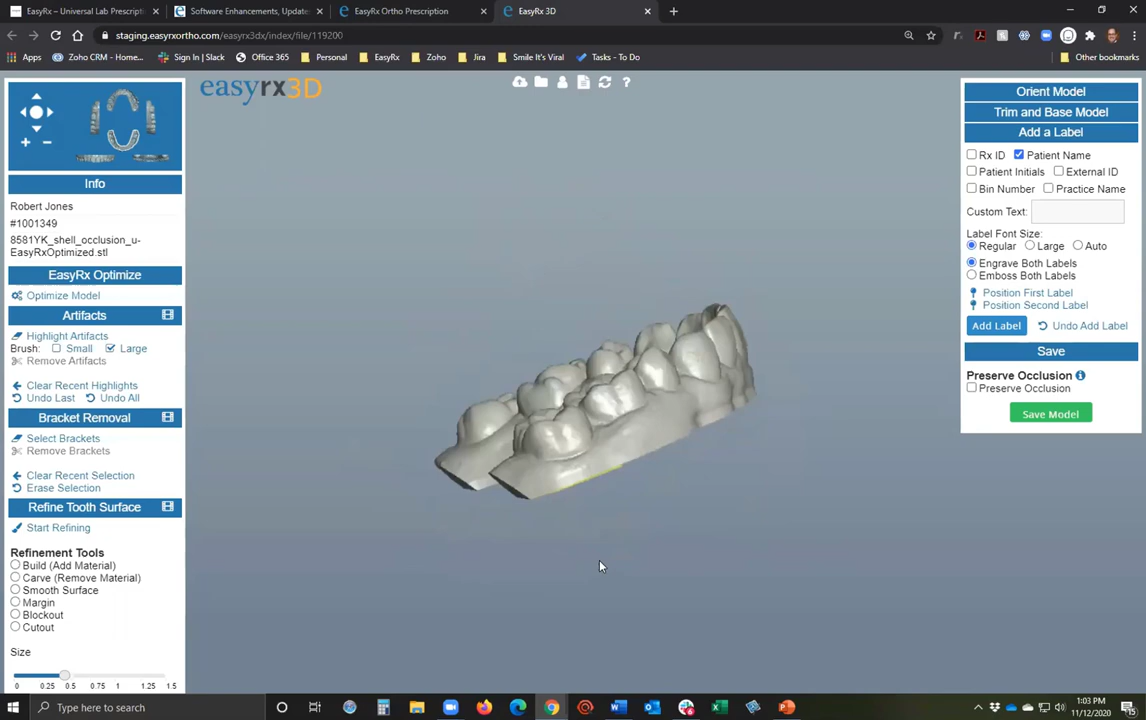 EasyRx – Universal Lab Prescripti
Software Enhancements, Update
EasyRx Ortho Prescription
EasyRx 3D
staging.easyrxortho.com/easyrx3dx/index/file/119200
Apps
Zoho CRM - Home...
Sign In | Slack
Office 365
Personal
EasyRx
Zoho
Jira
Smile It's Viral
Tasks - To Do
Other bookmarks
easyrx3D
Info
Robert Jones
#1001349
8581YK_shell_occlusion_u-
EasyRxOptimized.stl
EasyRx Optimize
Optimize Model
Artifacts
Highlight Artifacts
Brush: Small Large
Remove Artifacts
Clear Recent Highlights
Undo Last Undo All
Bracket Removal
Select Brackets
Remove Brackets
Clear Recent Selection
Erase Selection
Refine Tooth Surface
Start Refining
Refinement Tools
Build (Add Material)
Carve (Remove Material)
Smooth Surface
Margin
Blockout
Cutout
Size
0 0.25 0.5 0.75 1 1.25 1.5
Orient Model
Trim and Base Model
Add a Label
Rx ID Patient Name
Patient Initials External ID
Bin Number Practice Name
Custom Text:
Label Font Size:
Regular Large Auto
Engrave Both Labels
Emboss Both Labels
Position First Label
Position Second Label
Add Label Undo Add Label
Save
Preserve Occlusion
Preserve Occlusion
Save Model
Type here to search
1:03 PM
11/12/2020